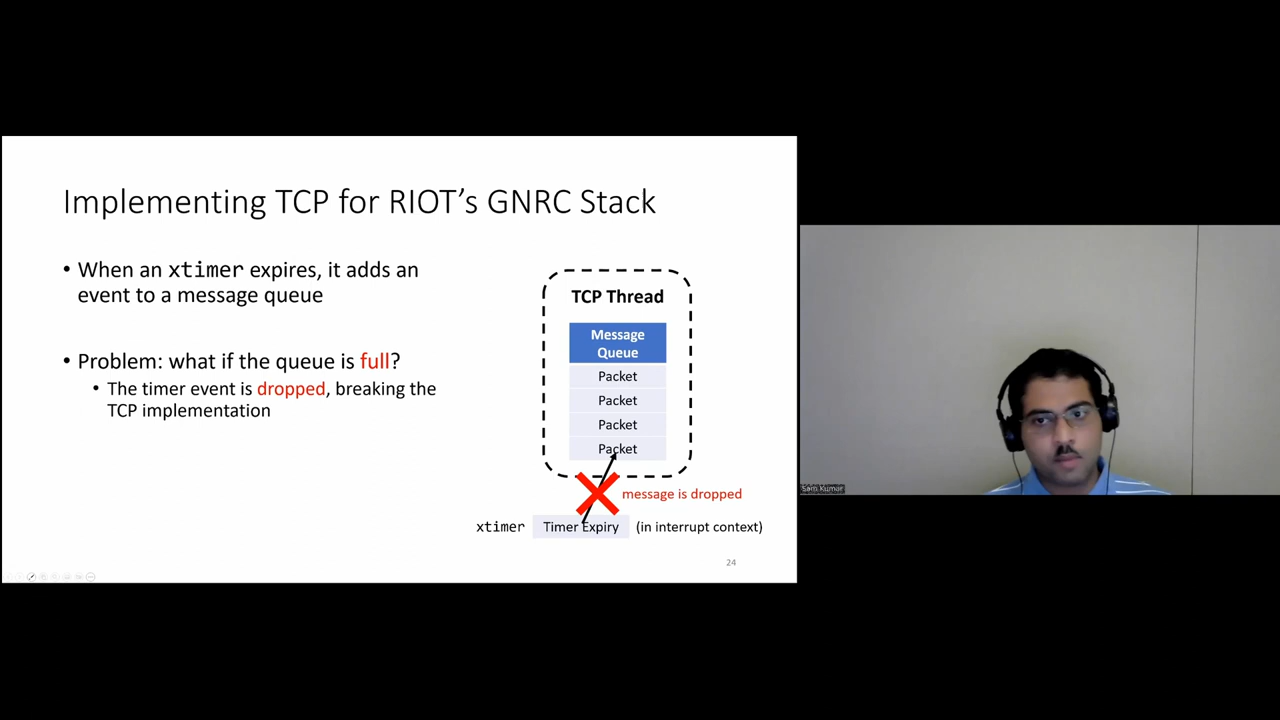 Implementing TCP for RIOT’s GNRC Stack
• When an xtimer expires, it adds an
event to a message queue
• Problem: what if the queue is full?
• The timer event is dropped, breaking the
TCP implementation
TCP Thread
Message
Queue
Packet
Packet
Packet
Packet
message is dropped
xtimer Timer Expiry (in interrupt context)
24
Sam Kumar